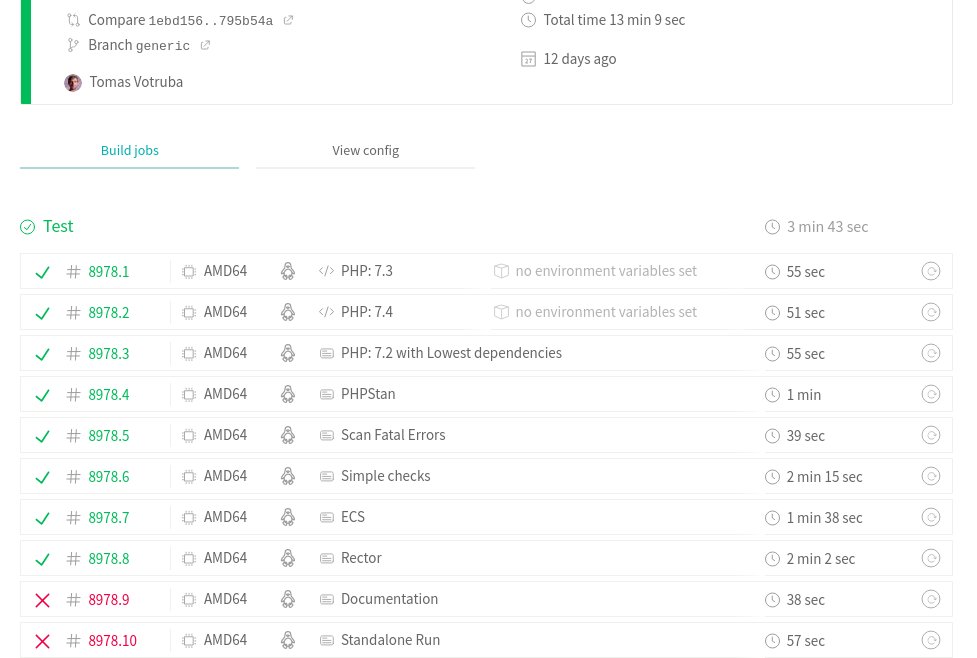 Compare 1ebd156..795b54a
Total time 13 min 9 sec
Branch generic
27 12 days ago
Tomas Votruba
Build jobs View config
Test 3 min 43 sec
# 8978.1 AMD64 </> PHP: 7.3 no environment variables set 55 sec
# 8978.2 AMD64 </> PHP: 7.4 no environment variables set 51 sec
# 8978.3 AMD64 PHP: 7.2 with Lowest dependencies 55 sec
# 8978.4 AMD64 PHPStan 1 min
# 8978.5 AMD64 Scan Fatal Errors 39 sec
# 8978.6 AMD64 Simple checks 2 min 15 sec
# 8978.7 AMD64 ECS 1 min 38 sec
# 8978.8 AMD64 Rector 2 min 2 sec
# 8978.9 AMD64 Documentation 38 sec
# 8978.10 AMD64 Standalone Run 57 sec